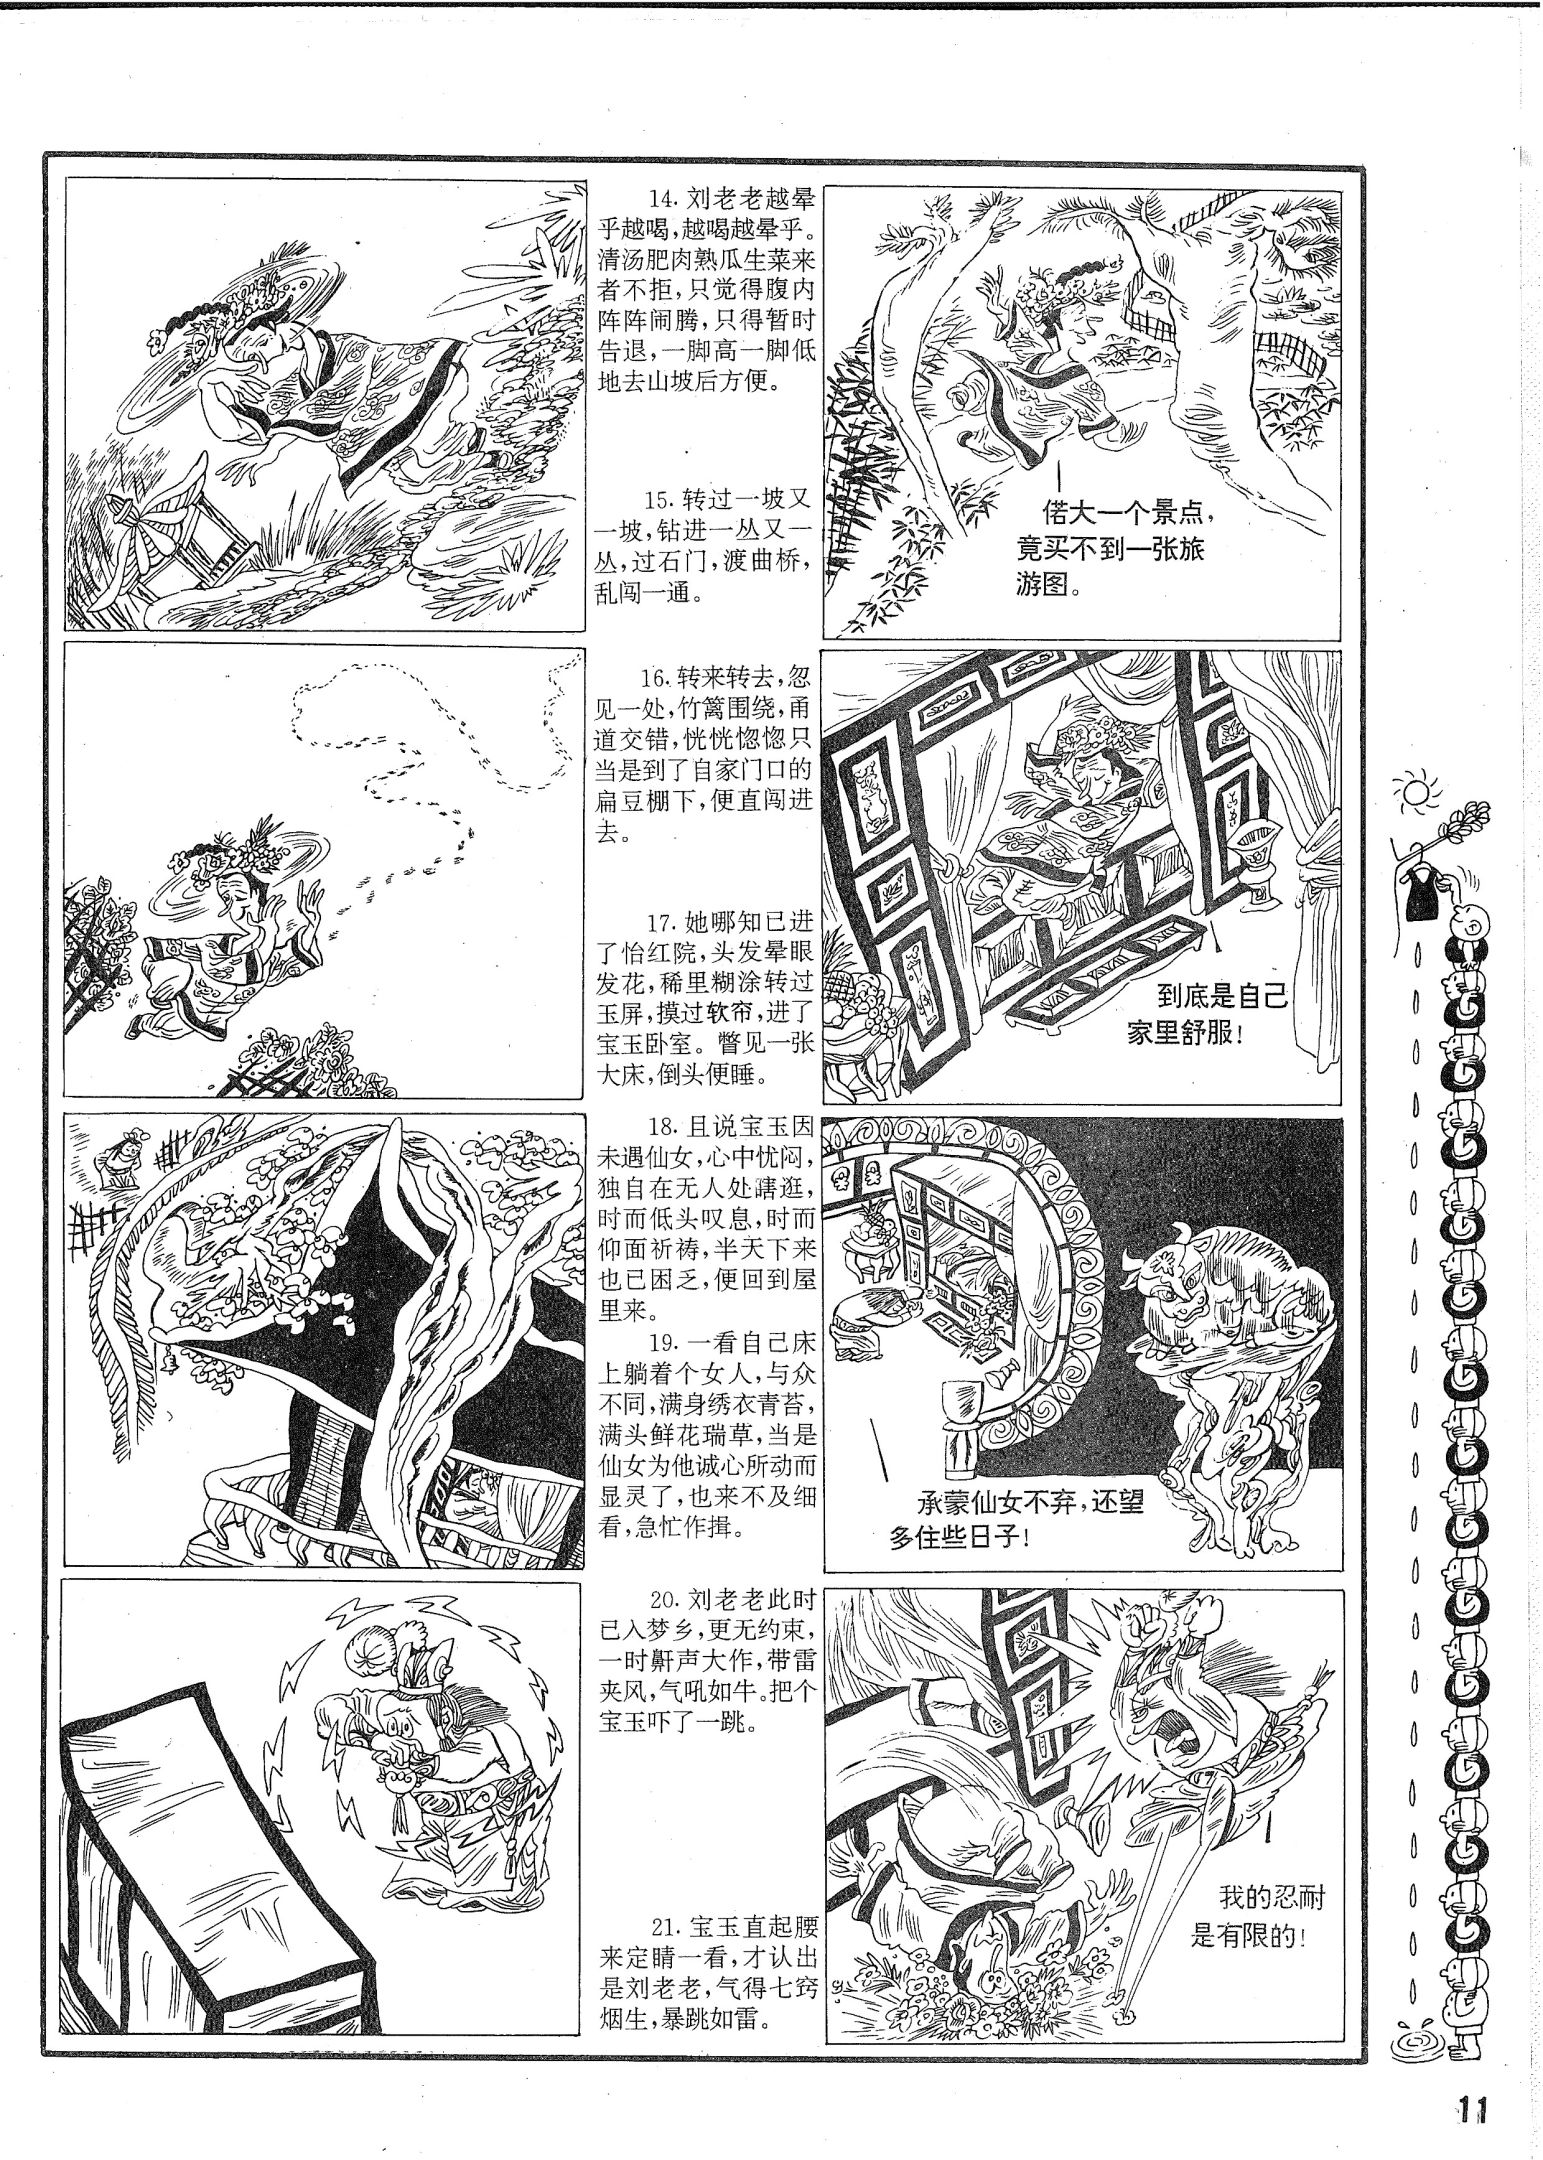 14. 刘老老越晕
乎越喝，越喝越晕乎。
清汤肥肉熟瓜生菜来
者不拒，只觉得腹内
阵阵闹腾，只得暂时
告退，一脚高一脚低
地去山坡后方便。
15. 转过一坡又
一坡，钻进一丛又一
丛，过石门，渡曲桥，
乱闯一通。
偌大一个景点，
竟买不到一张旅
游图。
16. 转来转去，忽
见一处，竹篱围绕，甬
道交错，恍恍惚惚只
当是到了自家门口的
扁豆棚下，便直闯进
去。
17. 她哪知已进
了怡红院，头发晕眼
发花，稀里糊涂转过
玉屏，摸过软帘，进了
宝玉卧室。瞥见一张
大床，倒头便睡。
到底是自己
家里舒服！
18. 且说宝玉因
未遇仙女，心中忧闷，
独自在无人处瞎逛，
时而低头叹息，时而
仰面祈祷，半天下来
也已困乏，便回到屋
里来。
19. 一看自己床
上躺着个女人，与众
不同，满身绣衣青苔，
满头鲜花瑞草，当是
仙女为他诚心所动而
显灵了，也来不及细
看，急忙作揖。
承蒙仙女不弃，还望
多住些日子！
20. 刘老老此时
已入梦乡，更无约束，
一时鼾声大作，带雷
夹风，气吼如牛。把个
宝玉吓了一跳。
21. 宝玉直起腰
来定睛一看，才认出
是刘老老，气得七窍
烟生，暴跳如雷。
我的忍耐
是有限的！
11